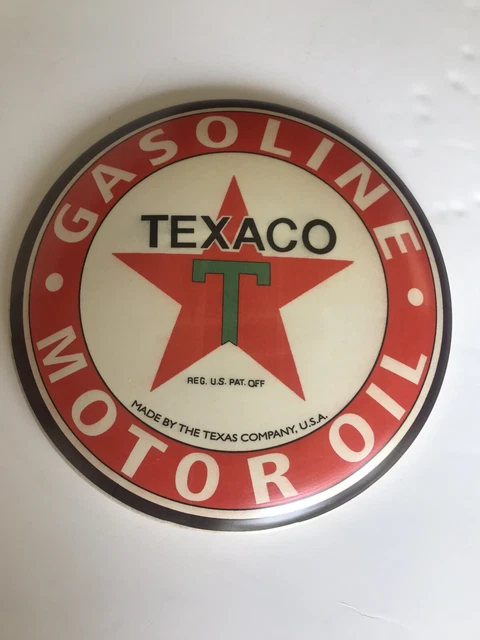 GASOLINE
TEXACO
T
REG. U.S. PAT. OFF
MADE BY THE TEXAS COMPANY, U.S.A.
MOTOR OIL